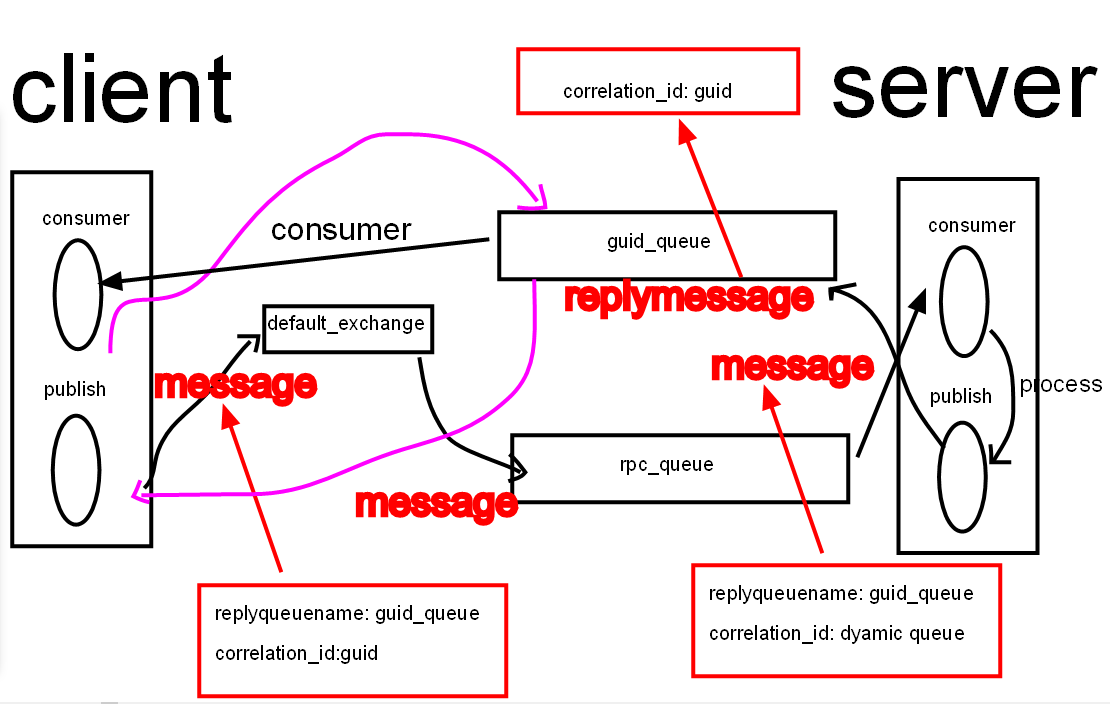 client
server
correlation_id: guid
consumer
consumer
consumer
guid_queue
replymessage
default_exchange
message
message
publish
publish
process
rpc_queue
message
replyqueuename: guid_queue
correlation_id:guid
replyqueuename: guid_queue
correlation_id: dyamic queue